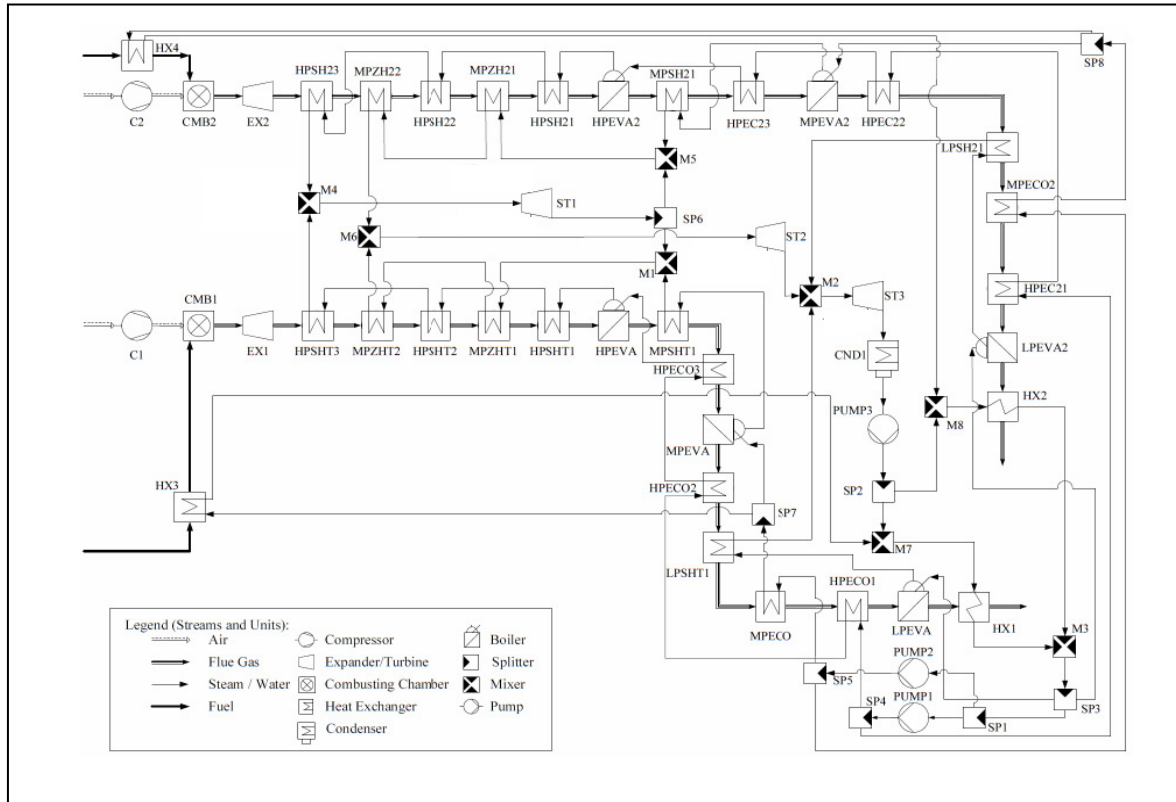 HX4
SP8
HPSH23
MPZH22
HPSH22
MPZH21
HPSH21
HPEVA2
MPSH21
HPEC23
MPEVA2
HPEC22
C2
CMB2
EX2
LPSH21
M5
MPECO2
M4
ST1
SP6
M6
ST2
M1
M2
ST3
HPEC21
CMB1
C1
EX1
HPSHT3
MPZHT2
HPSHT2
MPZHT1
HPSHT1
HPEVA
MPSHT1
CND1
LPEVA2
HPECO3
HX2
PUMP3
M8
MPEVA
HX3
HPECO2
SP2
SP7
M7
LPSHT1
HPECO1
MPECO
LPEVA
HX1
M3
PUMP2
SP5
PUMP1
SP4
SP1
SP3
Legend (Streams and Units):
Air Compressor Boiler
Flue Gas Expander/Turbine Splitter
Steam / Water Combusting Chamber Mixer
Fuel Heat Exchanger Pump
Condenser